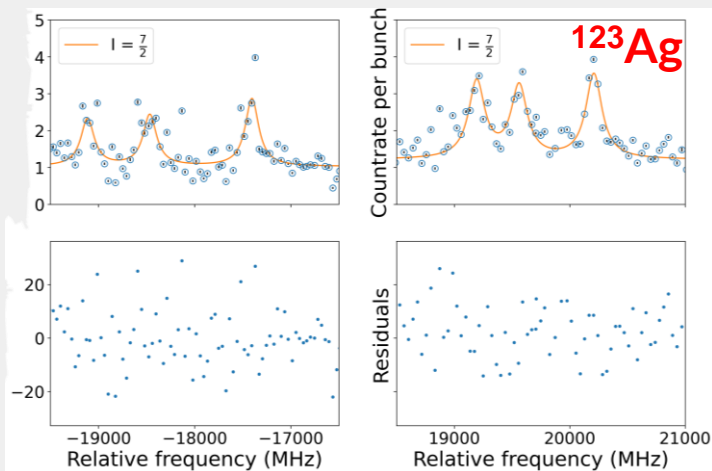 5
4
3
2
1
0
I = 7/2
Countrate per bunch
I = 7/2
¹²³Ag
20
0
−20
−19000 −18000 −17000
Relative frequency (MHz)
Residuals
19000 20000 21000
Relative frequency (MHz)